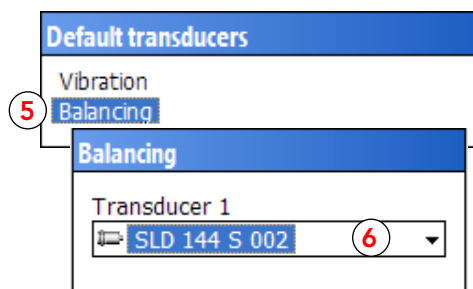 Default transducers
Vibration
5 Balancing
Balancing
Transducer 1
SLD 144 S 002 6